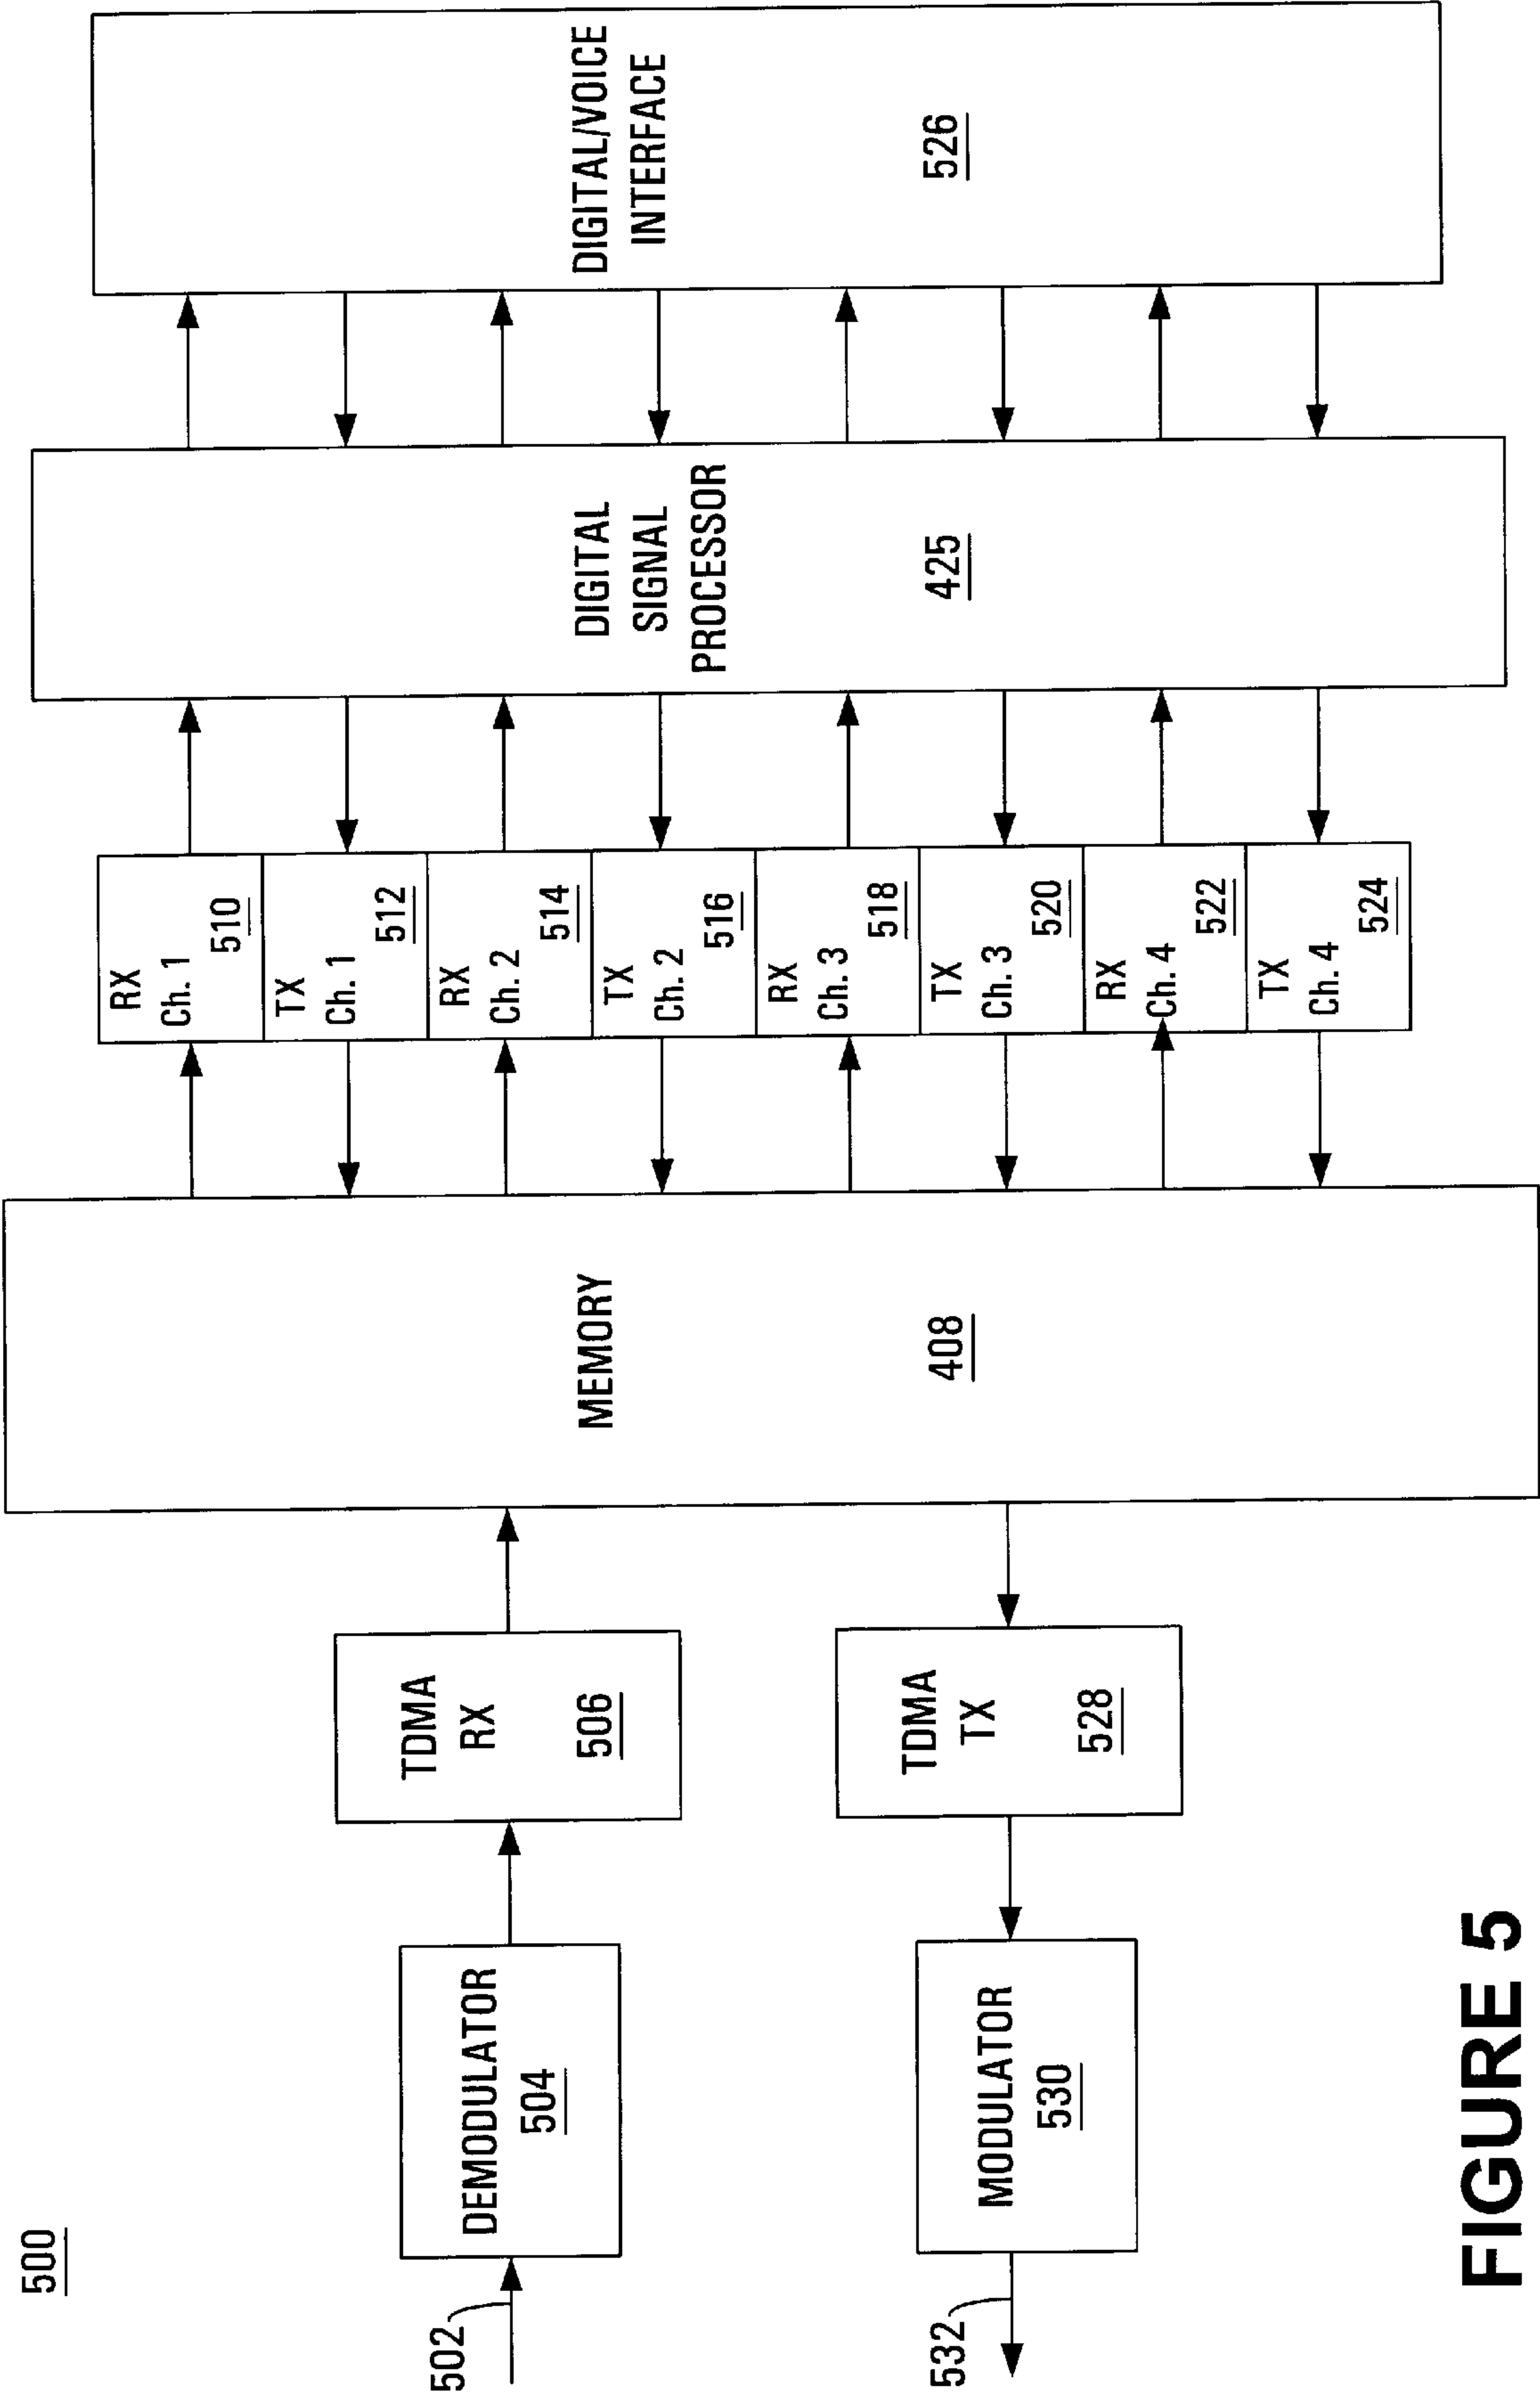 500
502
DEMODULATOR
504
TDMA
RX
506
532
MODULATOR
530
TDMA
TX
528
MEMORY
408
RX
Ch. 1
510
TX
Ch. 1
512
RX
Ch. 2
514
TX
Ch. 2
516
RX
Ch. 3
518
TX
Ch. 3
520
RX
Ch. 4
522
TX
Ch. 4
524
DIGITAL
SIGNAL
PROCESSOR
425
DIGITAL/VOICE
INTERFACE
526
FIGURE 5